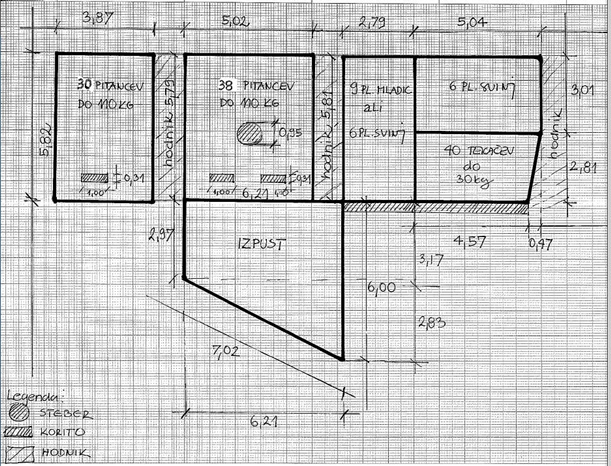 3,87
5,02
2,79
5,04
30 PITANCEV
DO 110 KG
5,82
0,31
1,00
hodnik 5,79
38 PITANCEV
DO 110 KG
0,95
1,00
6,21
0,31
hodnik 5,81
9 PL. MLADIC
ali
6 PL. SVINJ
6 PL. SVINJ
40 TEKAČEV
do
30 kg
hodnik
3,01
2,81
2,97
IZPUST
4,57
0,47
3,17
6,00
2,83
7,02
6,21
Legenda:
STEBER
KORITO
HODNIK